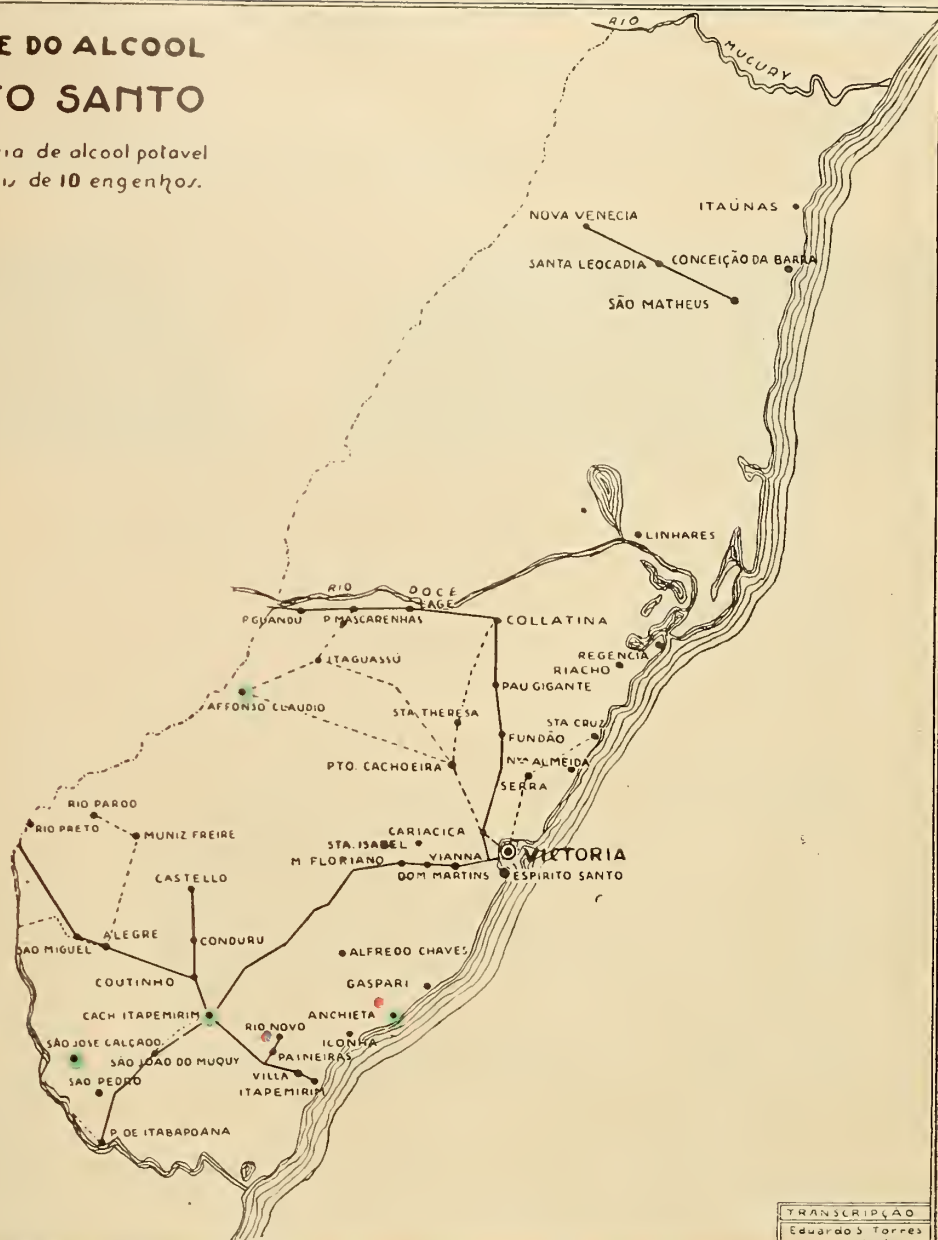 E DO ALCOOL
TO SANTO
ia de alcool potavel
is de 10 engenhos.
RIO
MUCURY
ITAÚNAS
NOVA VENECIA
SANTA LEOCADIA
CONCEIÇÃO DA BARRA
SÃO MATHEUS
LINHARES
RIO
DOCE
P GUANDU
P MASCARENHAS
COLLATINA
ITAGUASSÚ
REGENCIA
RIACHO
PAU GIGANTE
AFFONSO CLAUDIO
STA THERESA
STA CRUZ
FUNDÃO
PTO. CACHOEIRA
ALMEIDA
SERRA
RIO PARDO
RIO PRETO
MUNIZ FREIRE
CARIACICA
STA. ISABEL
VICTORIA
M FLORIANO
VIANNA
DOM MARTINS
ESPIRITO SANTO
CASTELLO
ALEGRE
SÃO MIGUEL
CONDURU
ALFREDO CHAVES
COUTINHO
GASPARI
CACH ITAPEMIRIM
ANCHIETA
RIO NOVO
ICONHA
SÃO JOSE CALÇADO
SÃO JOÃO DO MUQUY
PAINEIRAS
SAO PEDRO
VILLA
ITAPEMIRIM
P. DE ITABAPOANA
TRANSCRIPÇÃO
Eduardo S Torres